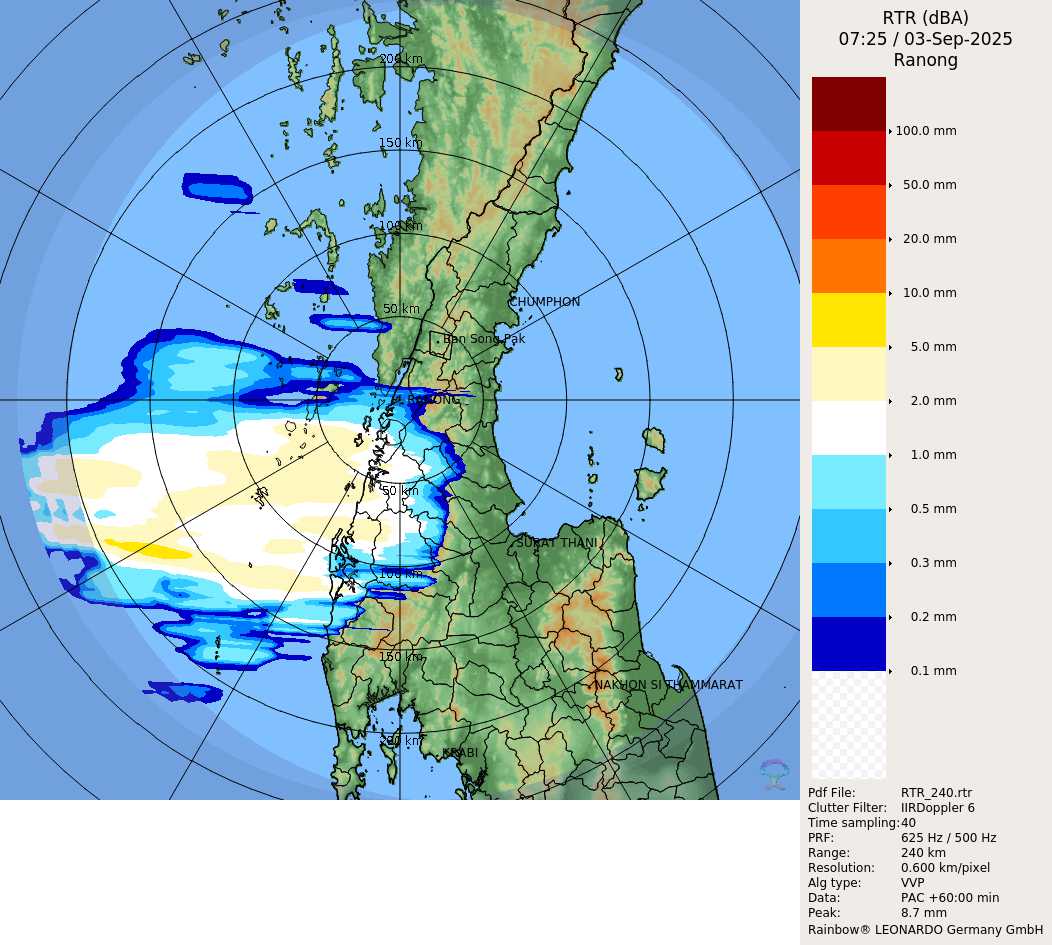 RTR (dBA)
07:25 / 03-Sep-2025
Ranong
200 km
150 km
100 km
50 km
CHUMPHON
Ban Song Pak
RANONG
50 km
SURAT THANI
100 km
150 km
NAKHON SI THAMMARAT
200 km
KRABI
100.0 mm
50.0 mm
20.0 mm
10.0 mm
5.0 mm
2.0 mm
1.0 mm
0.5 mm
0.3 mm
0.2 mm
0.1 mm
Pdf File: RTR_240.rtr
Clutter Filter: IIRDoppler 6
Time sampling:40
PRF: 625 Hz / 500 Hz
Range: 240 km
Resolution: 0.600 km/pixel
Alg type: VVP
Data: PAC +60:00 min
Peak: 8.7 mm
Rainbow® LEONARDO Germany GmbH